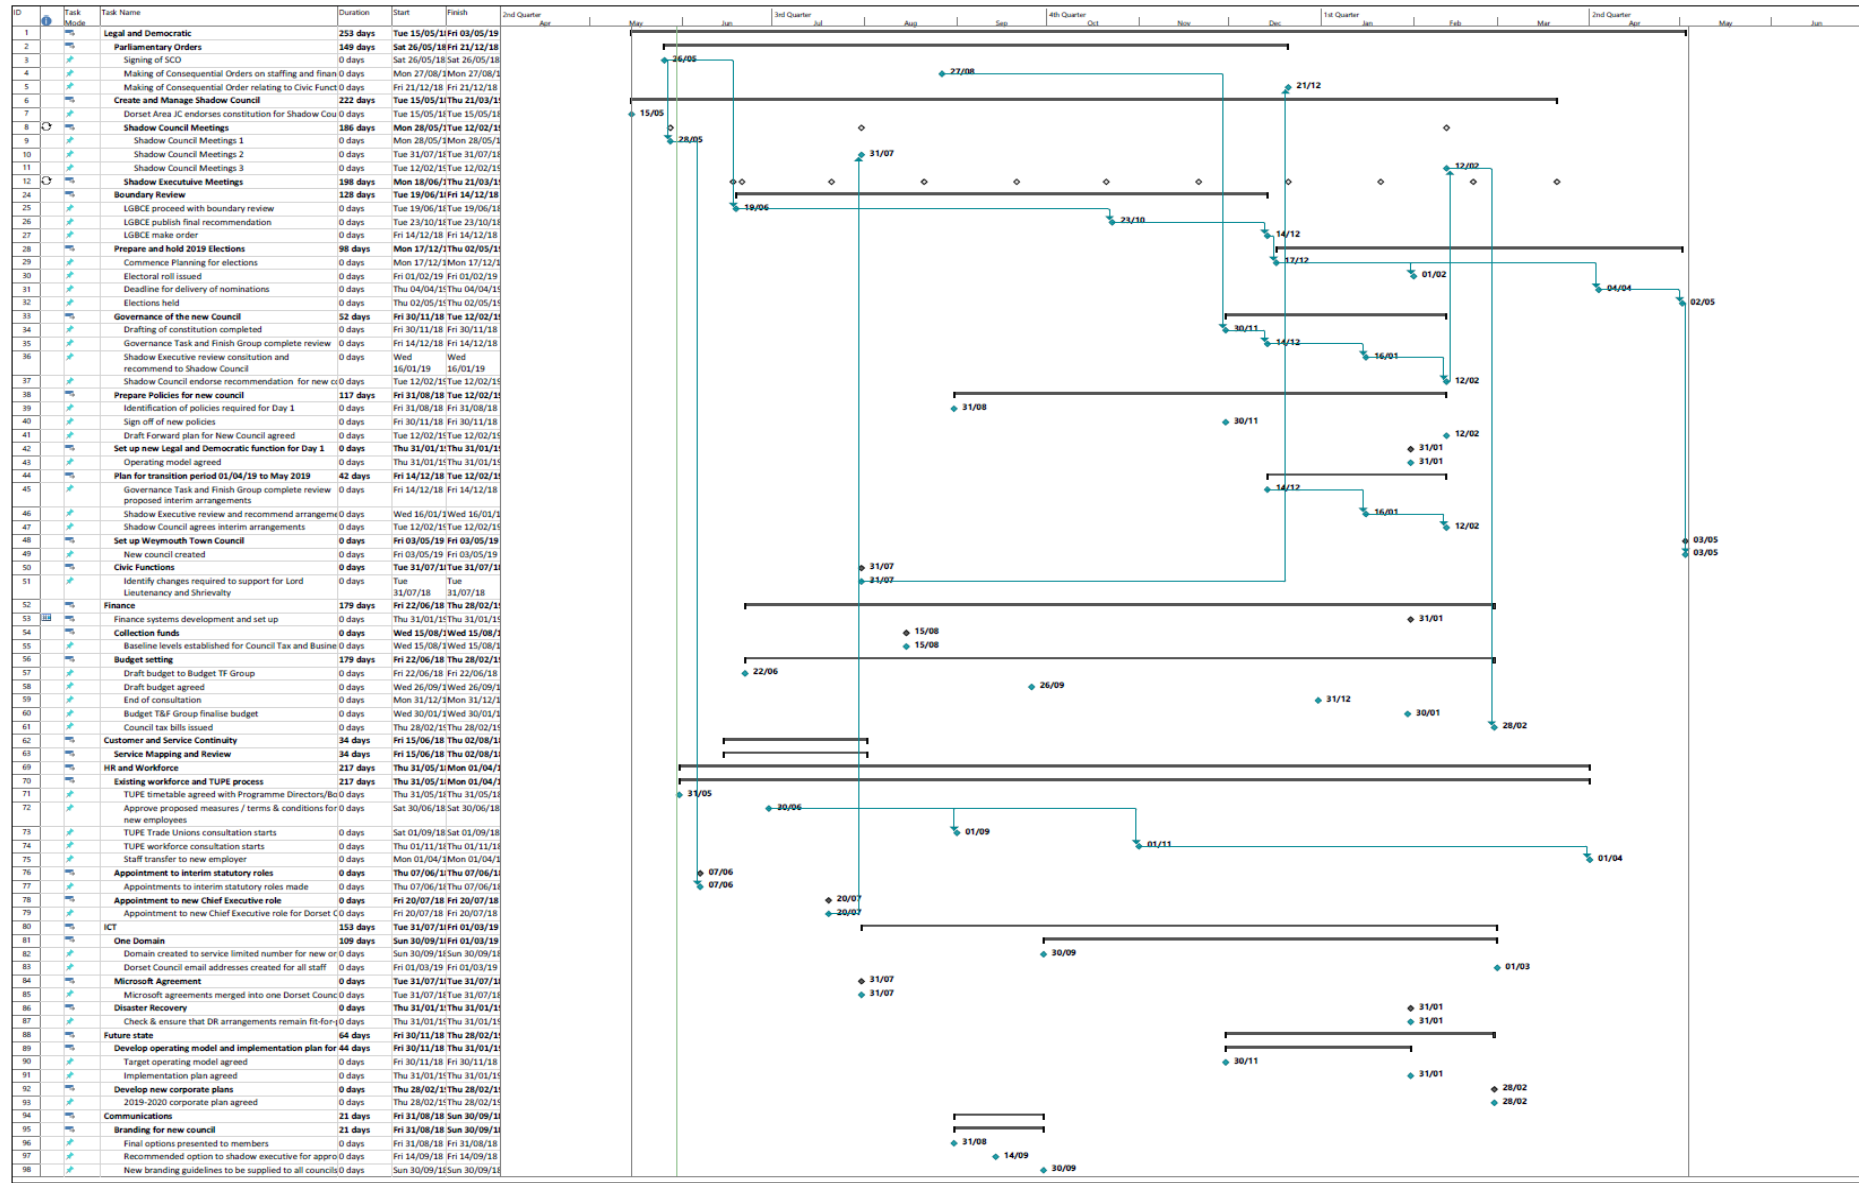 ID Task Mode Task Name Duration Start Finish
2nd Quarter 3rd Quarter 4th Quarter 1st Quarter 2nd Quarter
Apr May Jun Jul Aug Sep Oct Nov Dec Jan Feb Mar Apr May Jun
1 Legal and Democratic 253 days Tue 15/05/1 Fri 03/05/19
2 Parliamentary Orders 149 days Sat 26/05/18 Fri 21/12/18
3 Signing of SCO 0 days Sat 26/05/18 Sat 26/05/18 26/05
4 Making of Consequential Orders on staffing and finan 0 days Mon 27/08/1 Mon 27/08/1 27/08
5 Making of Consequential Order relating to Civic Funct 0 days Fri 21/12/18 Fri 21/12/18 21/12
6 Create and Manage Shadow Council 222 days Tue 15/05/1 Thu 21/03/1
7 Dorset Area JC endorses constitution for Shadow Cou 0 days Tue 15/05/1 Tue 15/05/1 15/05
8 Shadow Council Meetings 186 days Mon 28/05/1 Tue 12/02/1
9 Shadow Council Meetings 1 0 days Mon 28/05/1 Mon 28/05/1 28/05
10 Shadow Council Meetings 2 0 days Tue 31/07/1 Tue 31/07/1 31/07
11 Shadow Council Meetings 3 0 days Tue 12/02/1 Tue 12/02/1 12/02
12 Shadow Executuive Meetings 198 days Mon 18/06/1 Thu 21/03/1
24 Boundary Review 128 days Tue 19/06/1 Fri 14/12/18
25 LGBCE proceed with boundary review 0 days Tue 19/06/1 Tue 19/06/1 19/06
26 LGBCE publish final recommendation 0 days Tue 23/10/1 Tue 23/10/1 23/10
27 LGBCE make order 0 days Fri 14/12/18 Fri 14/12/18 14/12
28 Prepare and hold 2019 Elections 98 days Mon 17/12/1 Thu 02/05/1
29 Commence Planning for elections 0 days Mon 17/12/1 Mon 17/12/1 17/12
30 Electoral roll issued 0 days Fri 01/02/19 Fri 01/02/19 01/02
31 Deadline for delivery of nominations 0 days Thu 04/04/1 Thu 04/04/1 04/04
32 Elections held 0 days Thu 02/05/1 Thu 02/05/1 02/05
33 Governance of the new Council 52 days Fri 30/11/18 Tue 12/02/1
34 Drafting of constitution completed 0 days Fri 30/11/18 Fri 30/11/18 30/11
35 Governance Task and Finish Group complete review 0 days Fri 14/12/18 Fri 14/12/18 14/12
36 Shadow Executive review consitution and 0 days Wed Wed 16/01
recommend to Shadow Council 16/01/19 16/01/19
37 Shadow Council endorse recommendation for new c 0 days Tue 12/02/1 Tue 12/02/1 12/02
38 Prepare Policies for new council 117 days Fri 31/08/18 Tue 12/02/1
39 Identification of policies required for Day 1 0 days Fri 31/08/18 Fri 31/08/18 31/08
40 Sign off of new policies 0 days Fri 30/11/18 Fri 30/11/18 30/11
41 Draft Forward plan for New Council agreed 0 days Tue 12/02/1 Tue 12/02/1 12/02
42 Set up new Legal and Democratic function for Day 1 0 days Thu 31/01/1 Thu 31/01/1 31/01
43 Operating model agreed 0 days Thu 31/01/1 Thu 31/01/1 31/01
44 Plan for transition period 01/04/19 to May 2019 42 days Fri 14/12/18 Tue 12/02/1
45 Governance Task and Finish Group complete review 0 days Fri 14/12/18 Fri 14/12/18 14/12
proposed interim arrangements
46 Shadow Executive review and recommend arrangeme 0 days Wed 16/01/1 Wed 16/01/1 16/01
47 Shadow Council agrees interim arrangements 0 days Tue 12/02/1 Tue 12/02/1 12/02
48 Set up Weymouth Town Council 0 days Fri 03/05/19 Fri 03/05/19 03/05
49 New council created 0 days Fri 03/05/19 Fri 03/05/19 03/05
50 Civic Functions 0 days Tue 31/07/1 Tue 31/07/1 31/07
51 Identify changes required to support for Lord 0 days Tue Tue 31/07
Lieutenancy and Shrievalty 31/07/18 31/07/18
52 Finance 179 days Fri 22/06/18 Thu 28/02/1
53 Finance systems development and set up 0 days Thu 31/01/1 Thu 31/01/1 31/01
54 Collection funds 0 days Wed 15/08/1 Wed 15/08/1 15/08
55 Baseline levels established for Council Tax and Busine 0 days Wed 15/08/1 Wed 15/08/1 15/08
56 Budget setting 179 days Fri 22/06/18 Thu 28/02/1
57 Draft budget to Budget TF Group 0 days Fri 22/06/18 Fri 22/06/18 22/06
58 Draft budget agreed 0 days Wed 26/09/1 Wed 26/09/1 26/09
59 End of consultation 0 days Mon 31/12/1 Mon 31/12/1 31/12
60 Budget T&F Group finalise budget 0 days Wed 30/01/1 Wed 30/01/1 30/01
61 Council tax bills issued 0 days Thu 28/02/1 Thu 28/02/1 28/02
62 Customer and Service Continuity 34 days Fri 15/06/18 Thu 02/08/1
63 Service Mapping and Review 34 days Fri 15/06/18 Thu 02/08/1
69 HR and Workforce 217 days Thu 31/05/1 Mon 01/04/1
70 Existing workforce and TUPE process 217 days Thu 31/05/1 Mon 01/04/1
71 TUPE timetable agreed with Programme Directors/Bo 0 days Thu 31/05/1 Thu 31/05/1 31/05
72 Approve proposed measures / terms & conditions for 0 days Sat 30/06/18 Sat 30/06/18 30/06
new employees
73 TUPE Trade Unions consultation starts 0 days Sat 01/09/18 Sat 01/09/18 01/09
74 TUPE workforce consultation starts 0 days Thu 01/11/1 Thu 01/11/1 01/11
75 Staff transfer to new employer 0 days Mon 01/04/1 Mon 01/04/1 01/04
76 Appointment to interim statutory roles 0 days Thu 07/06/1 Thu 07/06/1 07/06
77 Appointments to interim statutory roles made 0 days Thu 07/06/1 Thu 07/06/1 07/06
78 Appointment to new Chief Executive role 0 days Fri 20/07/18 Fri 20/07/18 20/07
79 Appointment to new Chief Executive role for Dorset C 0 days Fri 20/07/18 Fri 20/07/18 20/07
80 ICT 153 days Tue 31/07/1 Fri 01/03/19
81 One Domain 109 days Sun 30/09/1 Fri 01/03/19
82 Domain created to service limited number for new or 0 days Sun 30/09/1 Sun 30/09/1 30/09
83 Dorset Council email addresses created for all staff 0 days Fri 01/03/19 Fri 01/03/19 01/03
84 Microsoft Agreement 0 days Tue 31/07/1 Tue 31/07/1 31/07
85 Microsoft agreements merged into one Dorset Counc 0 days Tue 31/07/1 Tue 31/07/1 31/07
86 Disaster Recovery 0 days Thu 31/01/1 Thu 31/01/1 31/01
87 Check & ensure that DR arrangements remain fit-for- 0 days Thu 31/01/1 Thu 31/01/1 31/01
88 Future state 64 days Fri 30/11/18 Thu 28/02/1
89 Develop operating model and implementation plan for 44 days Fri 30/11/18 Thu 31/01/1
90 Target operating model agreed 0 days Fri 30/11/18 Fri 30/11/18 30/11
91 Implementation plan agreed 0 days Thu 31/01/1 Thu 31/01/1 31/01
92 Develop new corporate plans 0 days Thu 28/02/1 Thu 28/02/1 28/02
93 2019-2020 corporate plan agreed 0 days Thu 28/02/1 Thu 28/02/1 28/02
94 Communications 21 days Fri 31/08/18 Sun 30/09/1
95 Branding for new council 21 days Fri 31/08/18 Sun 30/09/1
96 Final options presented to members 0 days Fri 31/08/18 Fri 31/08/18 31/08
97 Recommended option to shadow executive for appro 0 days Fri 14/09/18 Fri 14/09/18 14/09
98 New branding guidelines to be supplied to all councils 0 days Sun 30/09/1 Sun 30/09/1 30/09